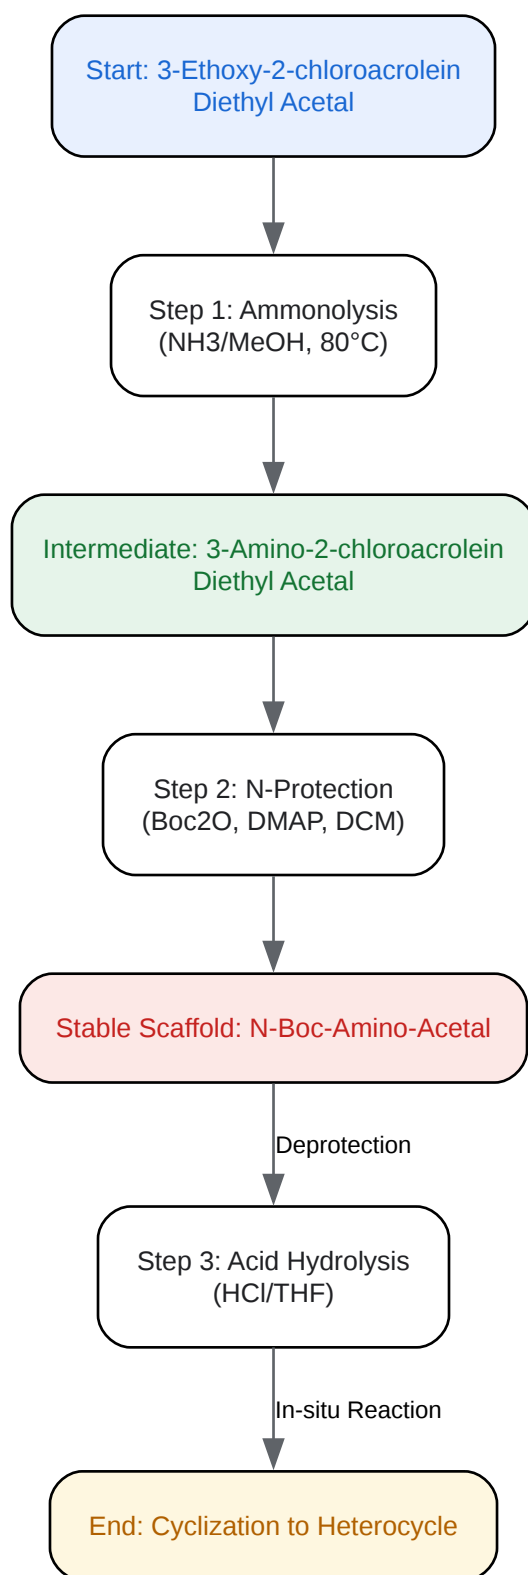 Start: 3-Ethoxy-2-chloroacrolein
Diethyl Acetal
Step 1: Ammonolysis
(NH3/MeOH, 80°C)
Intermediate: 3-Amino-2-chloroacrolein
Diethyl Acetal
Step 2: N-Protection
(Boc2O, DMAP, DCM)
Stable Scaffold: N-Boc-Amino-Acetal
Deprotection
Step 3: Acid Hydrolysis
(HCl/THF)
In-situ Reaction
End: Cyclization to Heterocycle